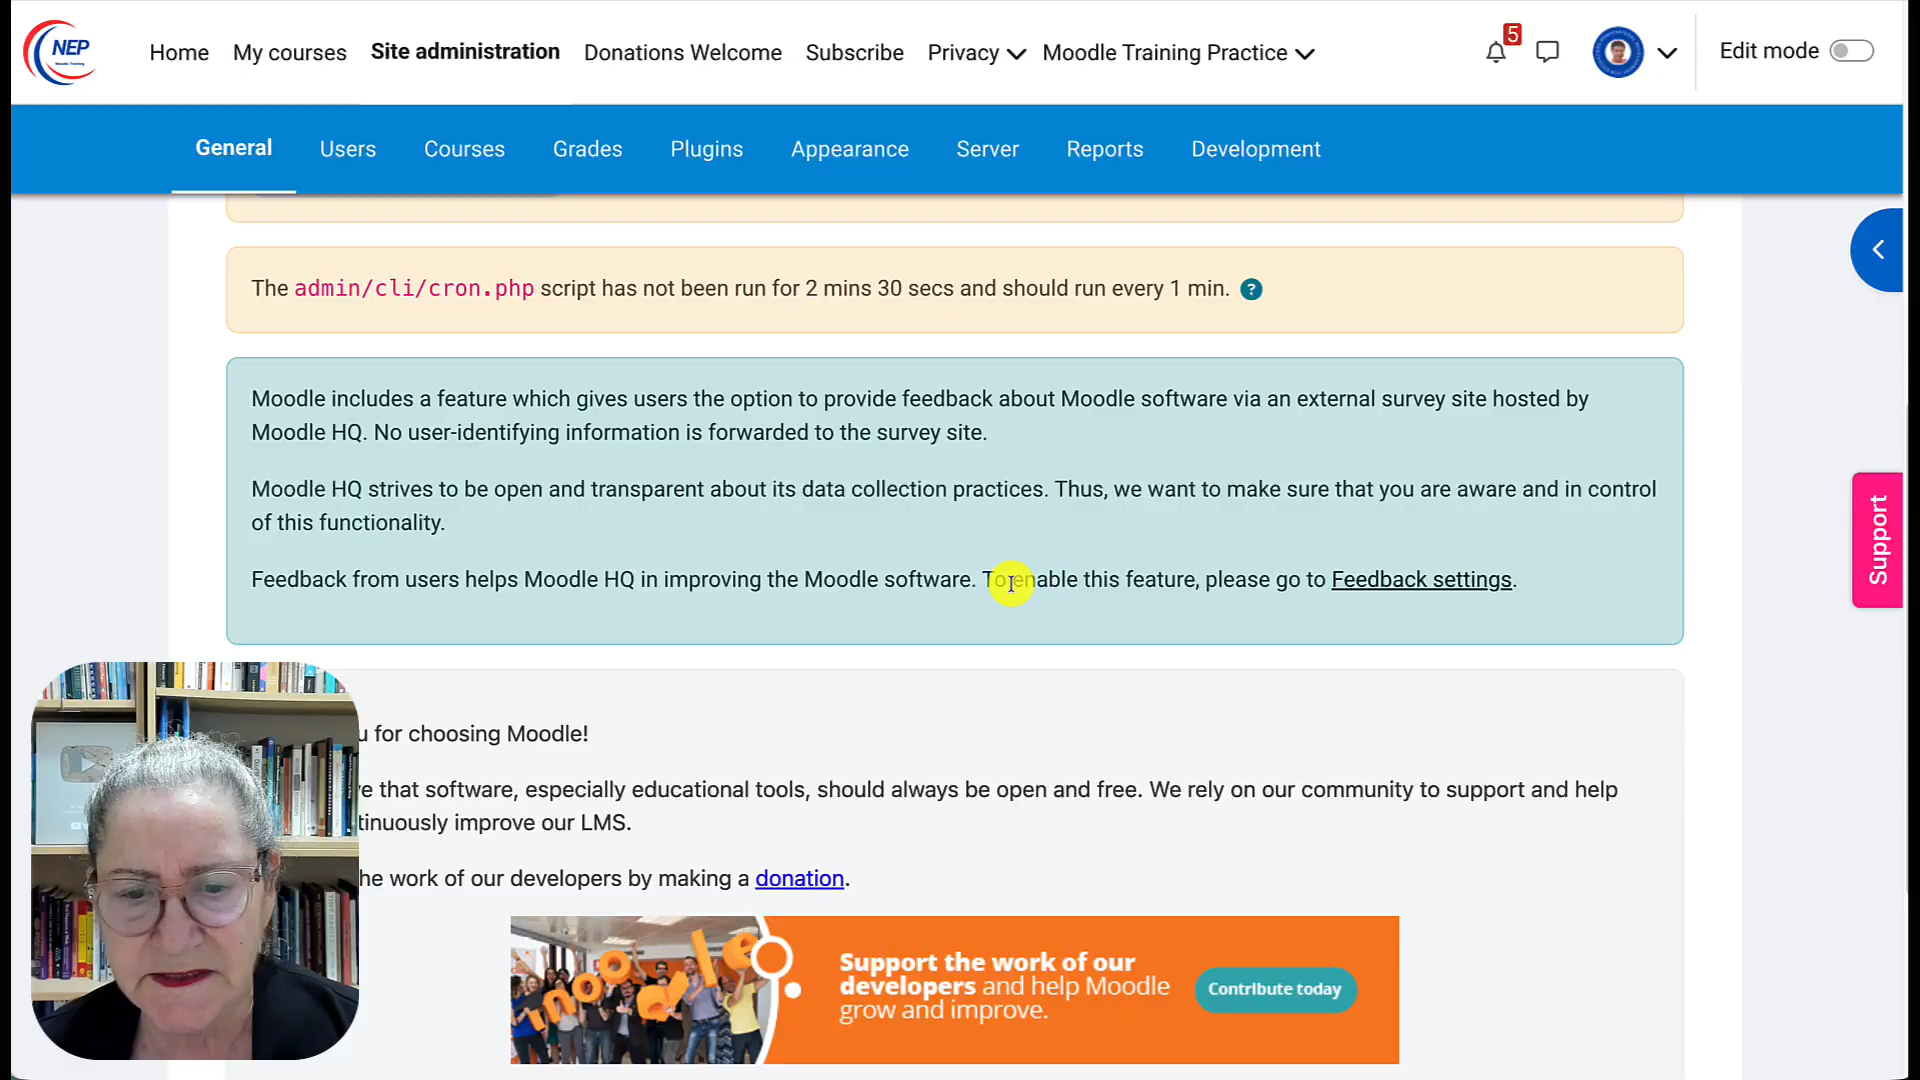 NEP
Moodle Training
Home My courses Site administration Donations Welcome Subscribe Privacy Moodle Training Practice
5
Edit mode
General Users Courses Grades Plugins Appearance Server Reports Development
The admin/cli/cron.php script has not been run for 2 mins 30 secs and should run every 1 min. ?
Moodle includes a feature which gives users the option to provide feedback about Moodle software via an external survey site hosted by
Moodle HQ. No user-identifying information is forwarded to the survey site.
Moodle HQ strives to be open and transparent about its data collection practices. Thus, we want to make sure that you are aware and in control
of this functionality.
Feedback from users helps Moodle HQ in improving the Moodle software. To enable this feature, please go to Feedback settings.
Support
u for choosing Moodle!
e that software, especially educational tools, should always be open and free. We rely on our community to support and help
tinuously improve our LMS.
he work of our developers by making a donation.
moodle
Support the work of our
developers and help Moodle
grow and improve.
Contribute today